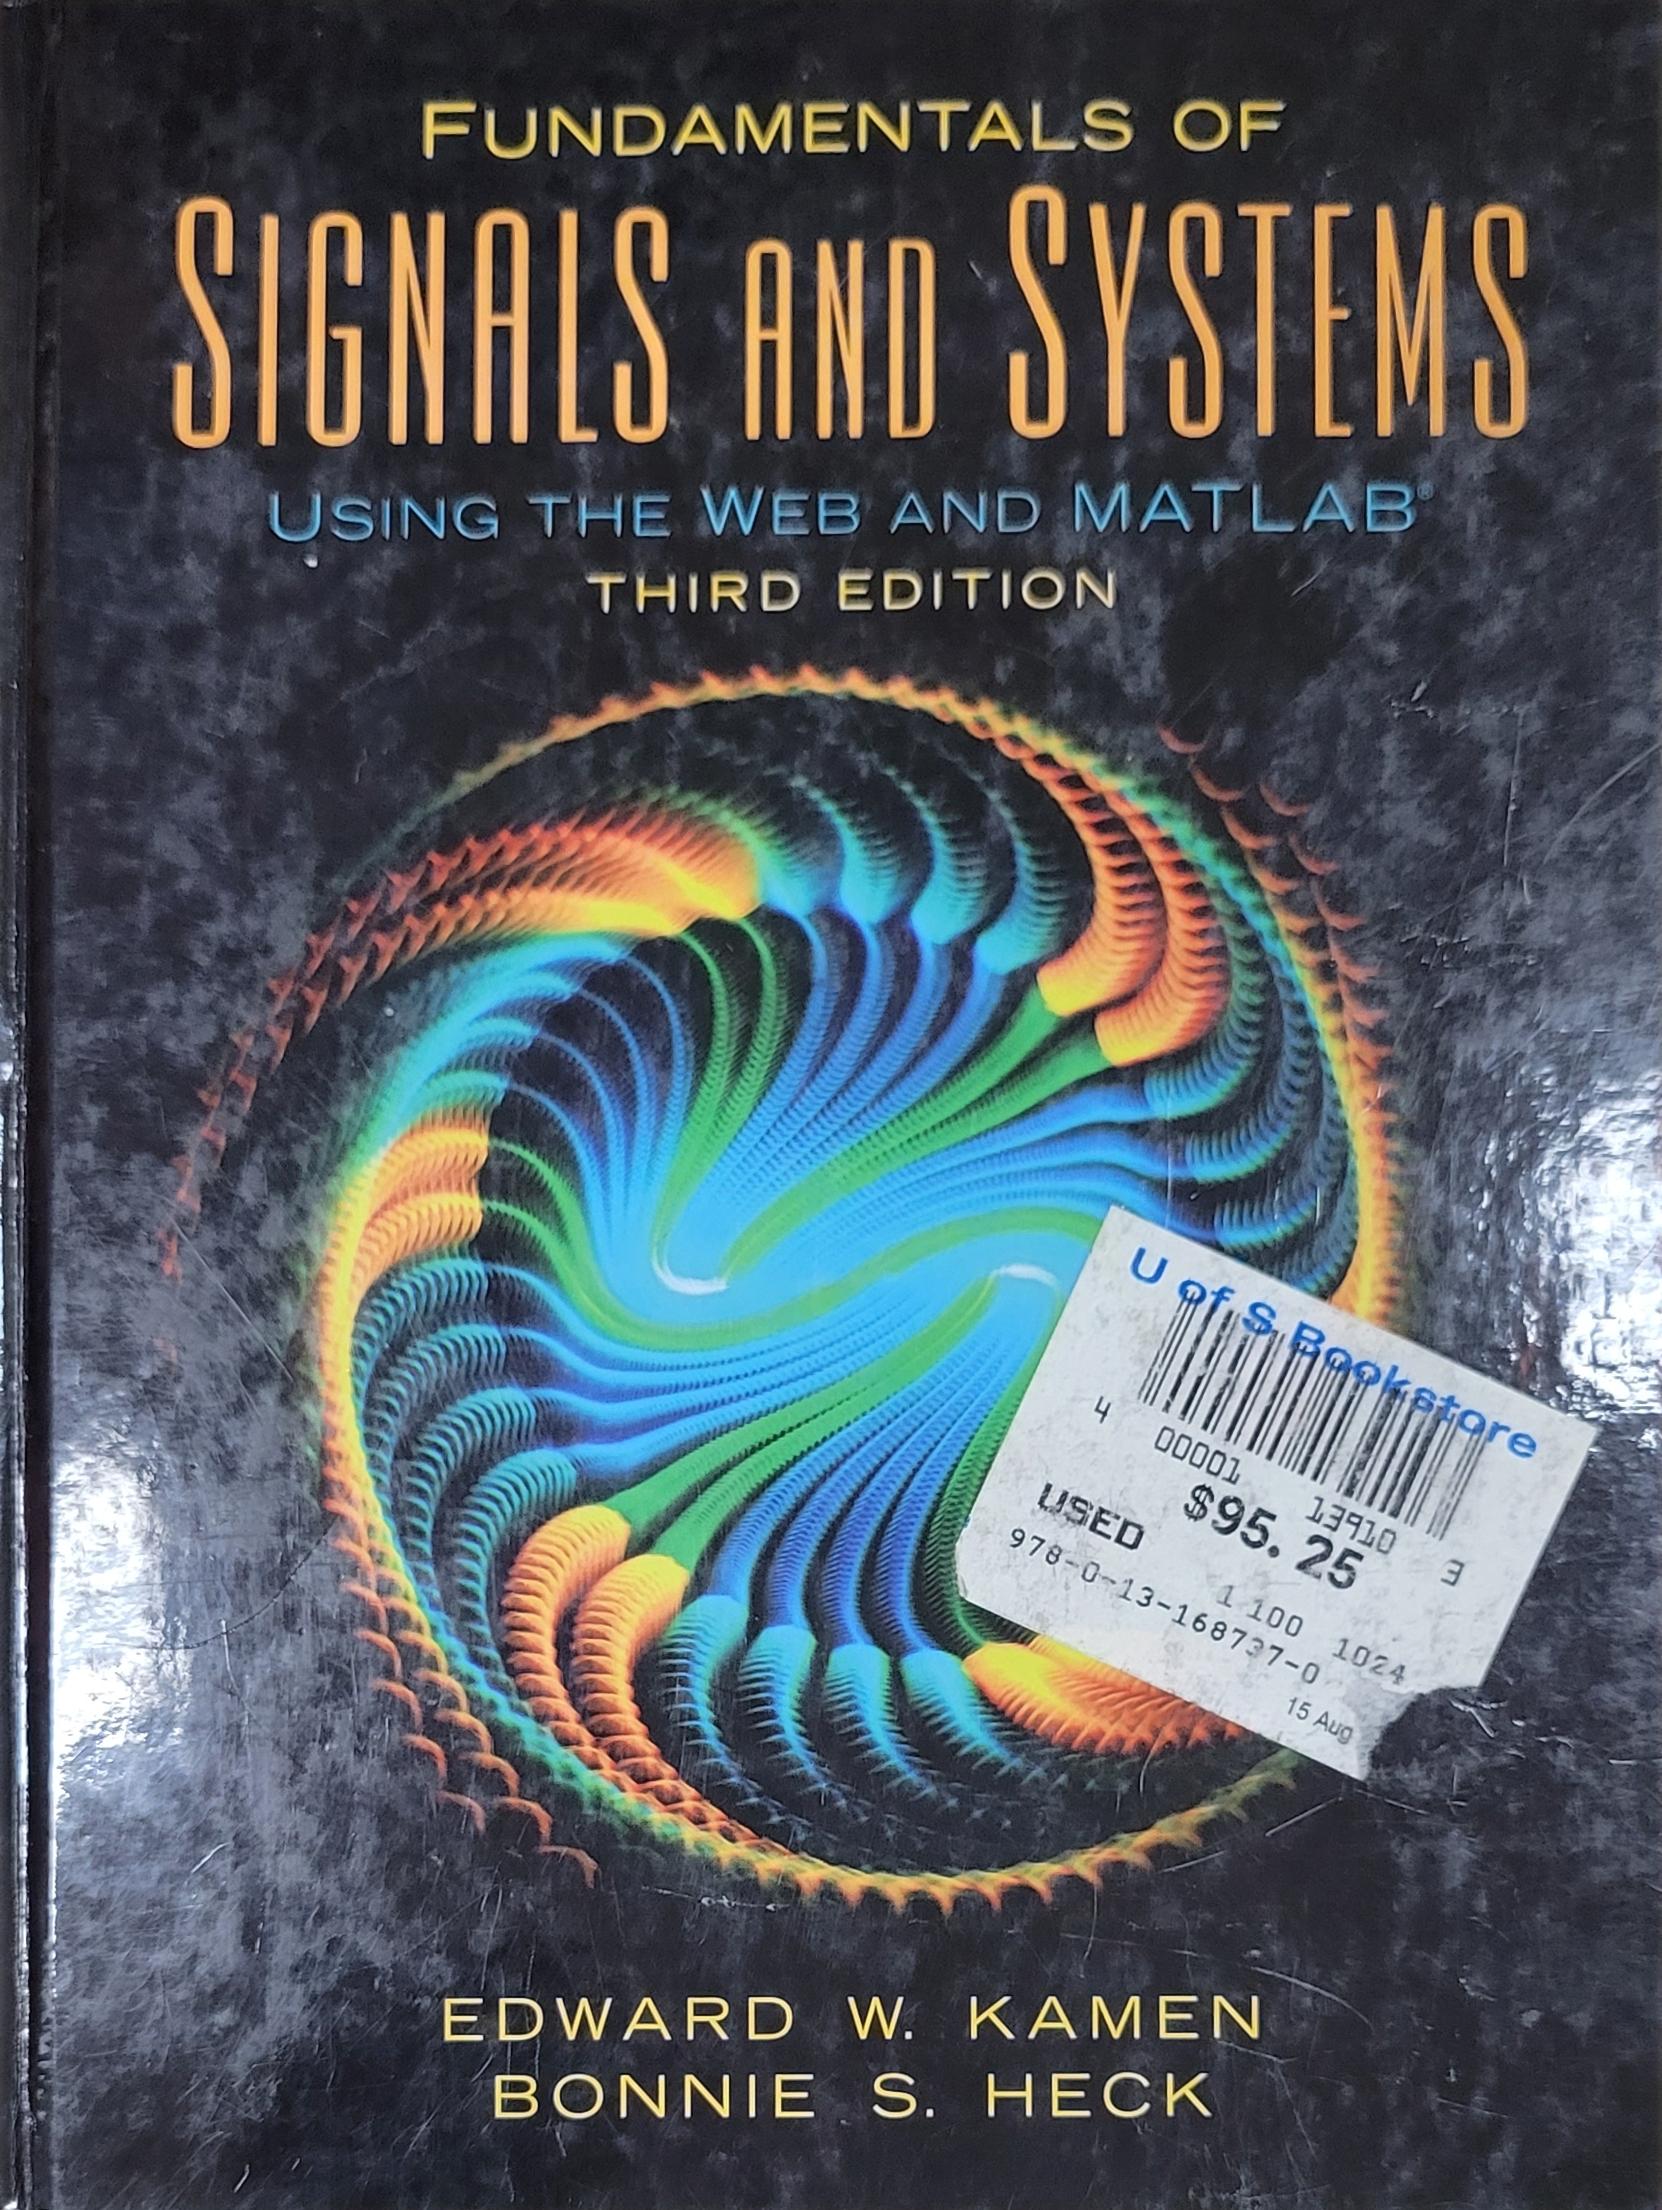 FUNDAMENTALS OF
SIGNALS AND SYSTEMS
USING THE WEB AND MATLAB®
THIRD EDITION
U of S Bookstore
4 00001 13910 3
USED $95.25
1 100 1024
978-0-13-168737-0
15 Aug
EDWARD W. KAMEN
BONNIE S. HECK